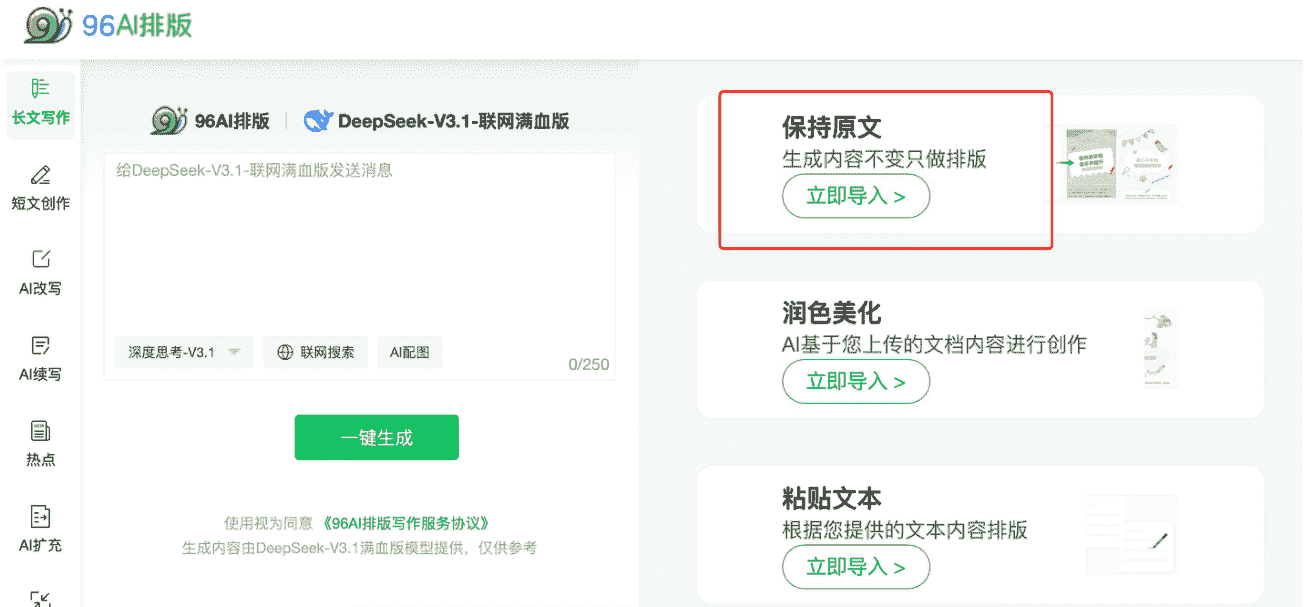 96AI排版
长文写作
短文创作
AI改写
AI续写
热点
AI扩充
96AI排版
DeepSeek-V3.1-联网满血版
给DeepSeek-V3.1-联网满血版发送消息
深度思考-V3.1
联网搜索
AI配图
0/250
一键生成
使用视为同意 《96AI排版写作服务协议》
生成内容由DeepSeek-V3.1满血版模型提供，仅供参考
保持原文
生成内容不变只做排版
立即导入 >
润色美化
AI基于您上传的文档内容进行创作
立即导入 >
粘贴文本
根据您提供的文本内容排版
立即导入 >